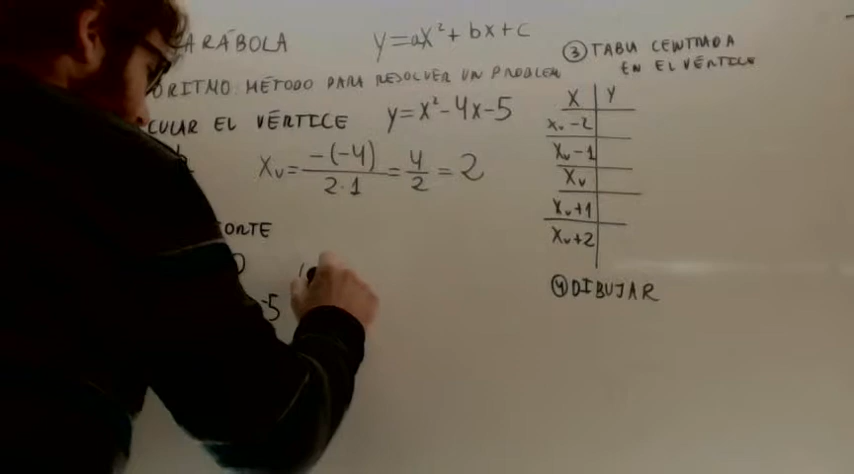 ARÁBOLA y=ax²+bx+c
ORITMO: MÉTODO PARA RESOLVER UN PROBLEM
CULAR EL VÉRTICE y=x²-4x-5
Xᵥ= -(-4)/2·1 = 4/2 = 2
ORTE
-5
③ TABLA CENTRADA
EN EL VÉRTICE
X | Y
Xᵥ-2
Xᵥ-1
Xᵥ
Xᵥ+1
Xᵥ+2
④ DIBUJAR